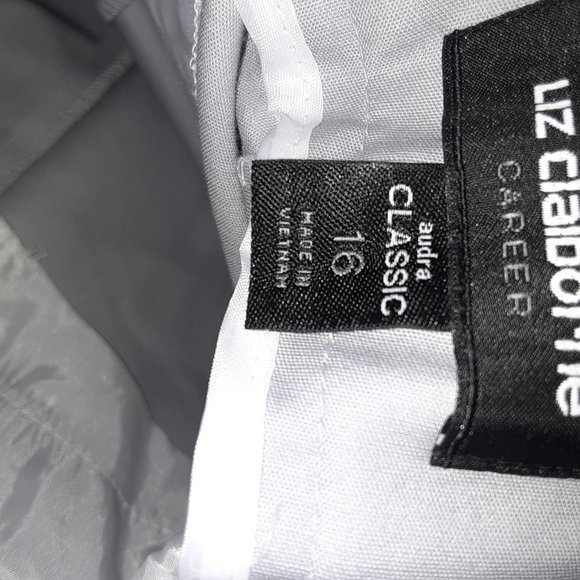 LIZ claiborne
CAREER
audra
CLASSIC
16
MADE IN
VIETNAM